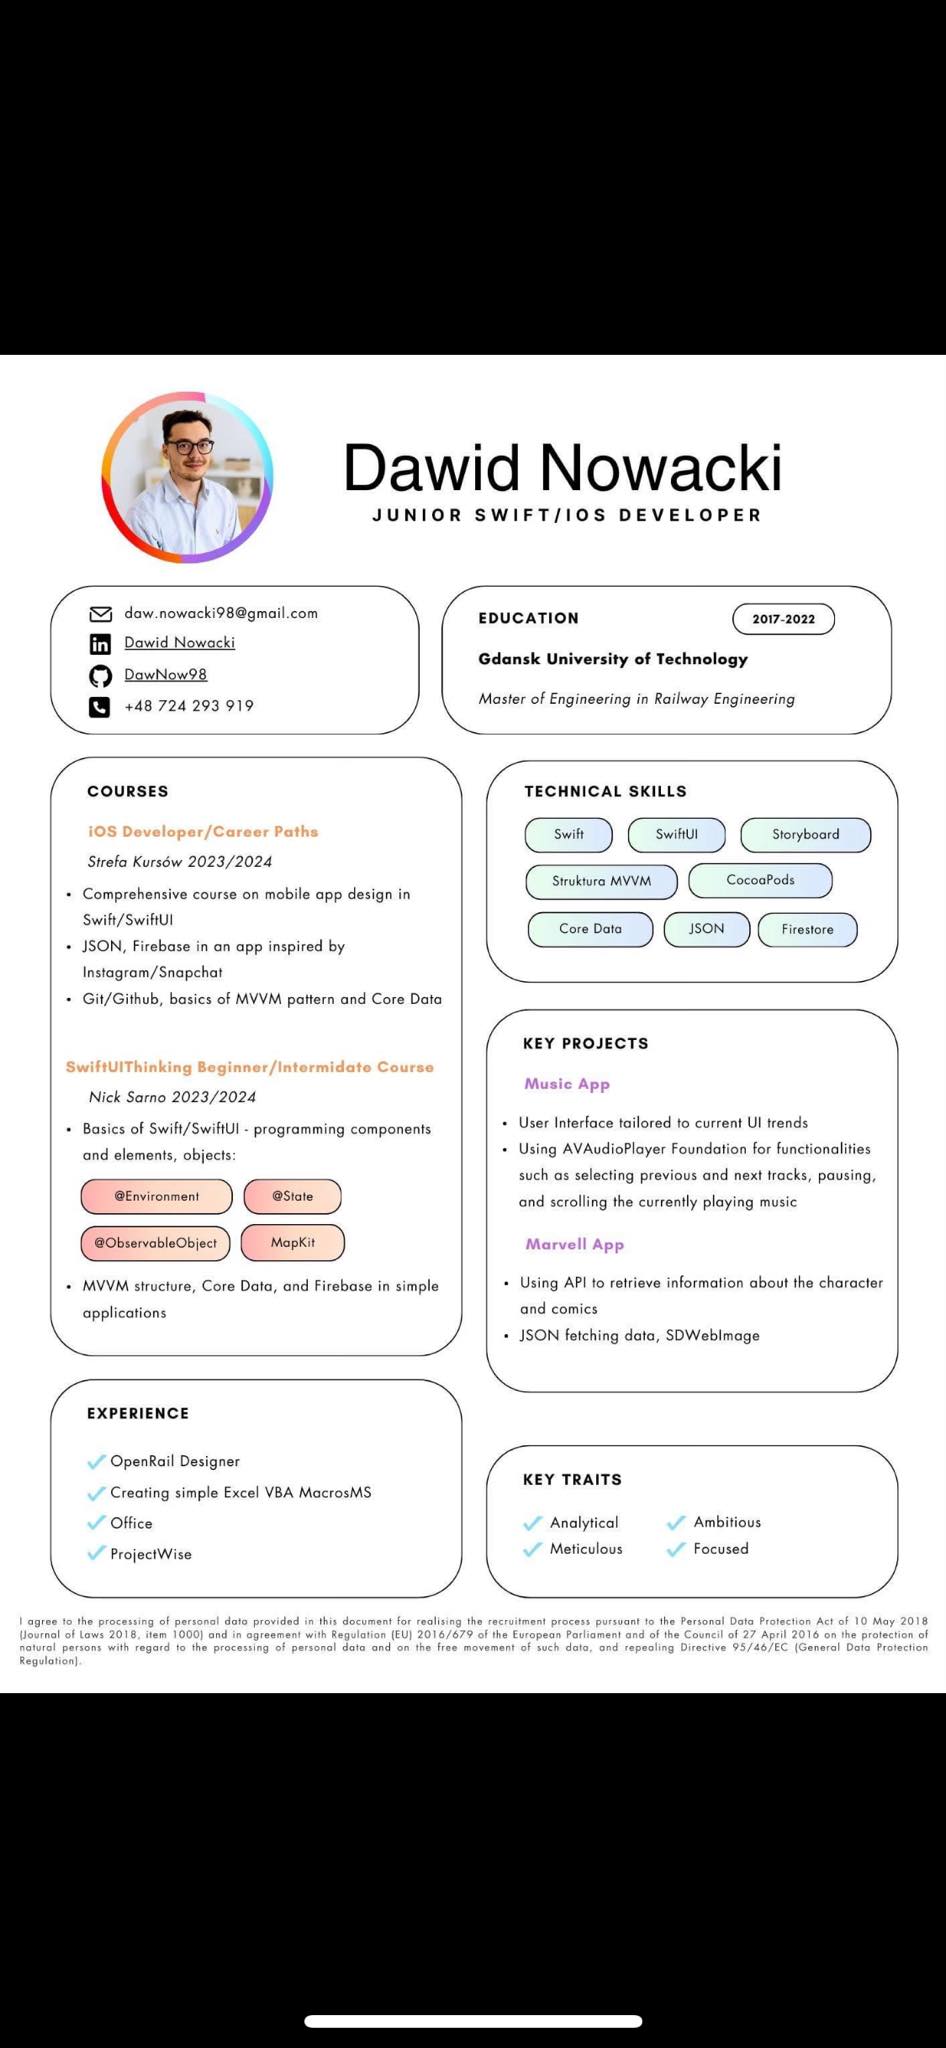 Dawid Nowacki
JUNIOR SWIFT/IOS DEVELOPER
daw.nowacki98@gmail.com
Dawid Nowacki
DawNow98
+48 724 293 919
EDUCATION
2017-2022
Gdansk University of Technology
Master of Engineering in Railway Engineering
COURSES
iOS Developer/Career Paths
Strefa Kursów 2023/2024
• Comprehensive course on mobile app design in
Swift/SwiftUI
• JSON, Firebase in an app inspired by
Instagram/Snapchat
• Git/Github, basics of MVVM pattern and Core Data
SwiftUIThinking Beginner/Intermidate Course
Nick Sarno 2023/2024
• Basics of Swift/SwiftUI - programming components
and elements, objects:
@Environment
@State
@ObservableObject
MapKit
• MVVM structure, Core Data, and Firebase in simple
applications
TECHNICAL SKILLS
Swift
SwiftUI
Storyboard
Struktura MVVM
CocoaPods
Core Data
JSON
Firestore
KEY PROJECTS
Music App
• User Interface tailored to current UI trends
• Using AVAudioPlayer Foundation for functionalities
such as selecting previous and next tracks, pausing,
and scrolling the currently playing music
Marvell App
• Using API to retrieve information about the character
and comics
• JSON fetching data, SDWebImage
EXPERIENCE
OpenRail Designer
Creating simple Excel VBA MacrosMS
Office
ProjectWise
KEY TRAITS
Analytical
Ambitious
Meticulous
Focused
I agree to the processing of personal data provided in this document for realising the recruitment process pursuant to the Personal Data Protection Act of 10 May 2018
(Journal of Laws 2018, item 1000) and in agreement with Regulation (EU) 2016/679 of the European Parliament and of the Council of 27 April 2016 on the protection of
natural persons with regard to the processing of personal data and on the free movement of such data, and repealing Directive 95/46/EC (General Data Protection
Regulation).